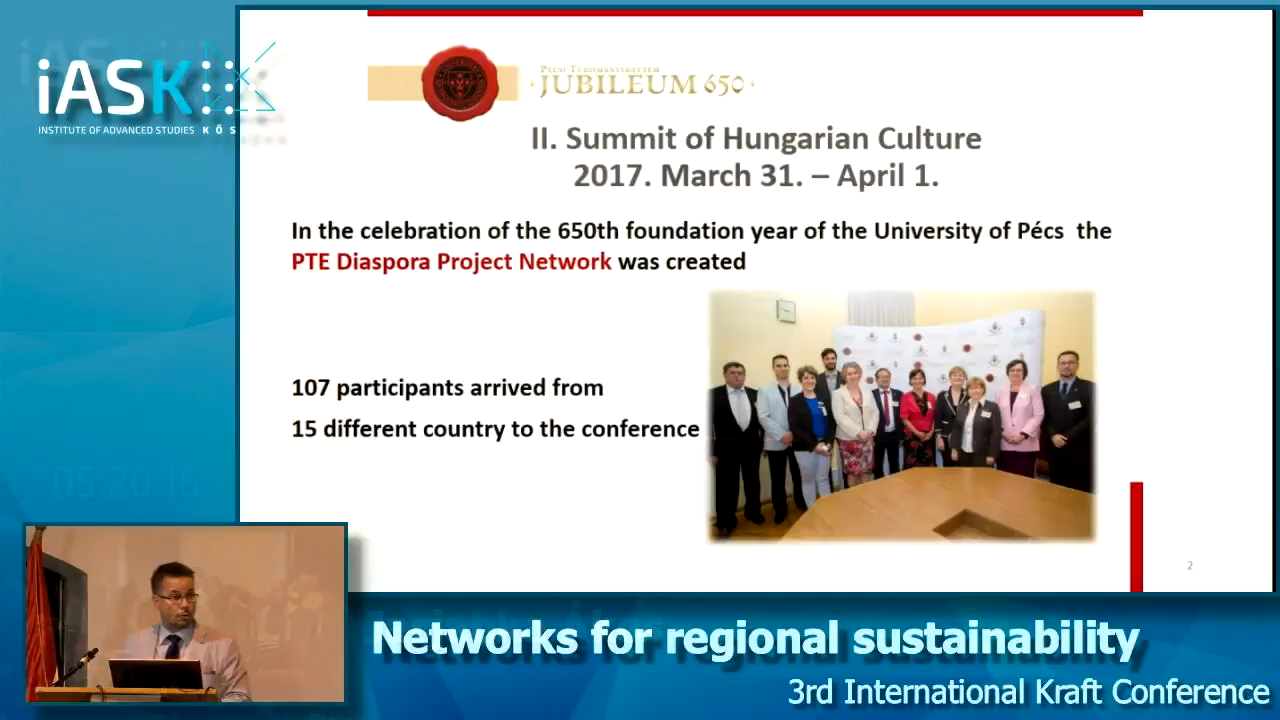 iASK
INSTITUTE OF ADVANCED STUDIES KŐS
PÉCSI TUDOMÁNYEGYETEM
JUBILEUM 650
II. Summit of Hungarian Culture
2017. March 31. – April 1.
In the celebration of the 650th foundation year of the University of Pécs the
PTE Diaspora Project Network was created
107 participants arrived from
15 different country to the conference
2
Networks for regional sustainability
3rd International Kraft Conference